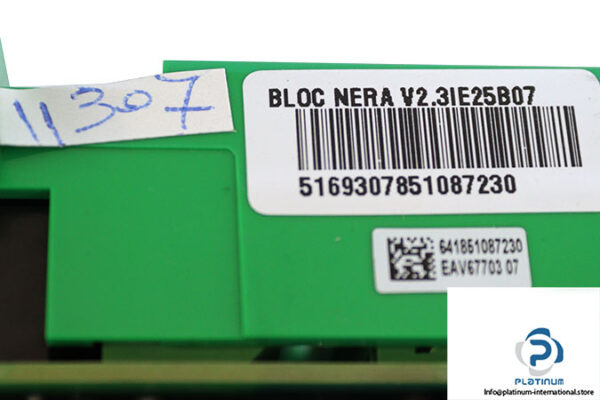 11307
BLOC NERA V2.3IE25B07
5169307851087230
641851087230
EAV67703 07
PLATINUM
Info@platinum-international.store